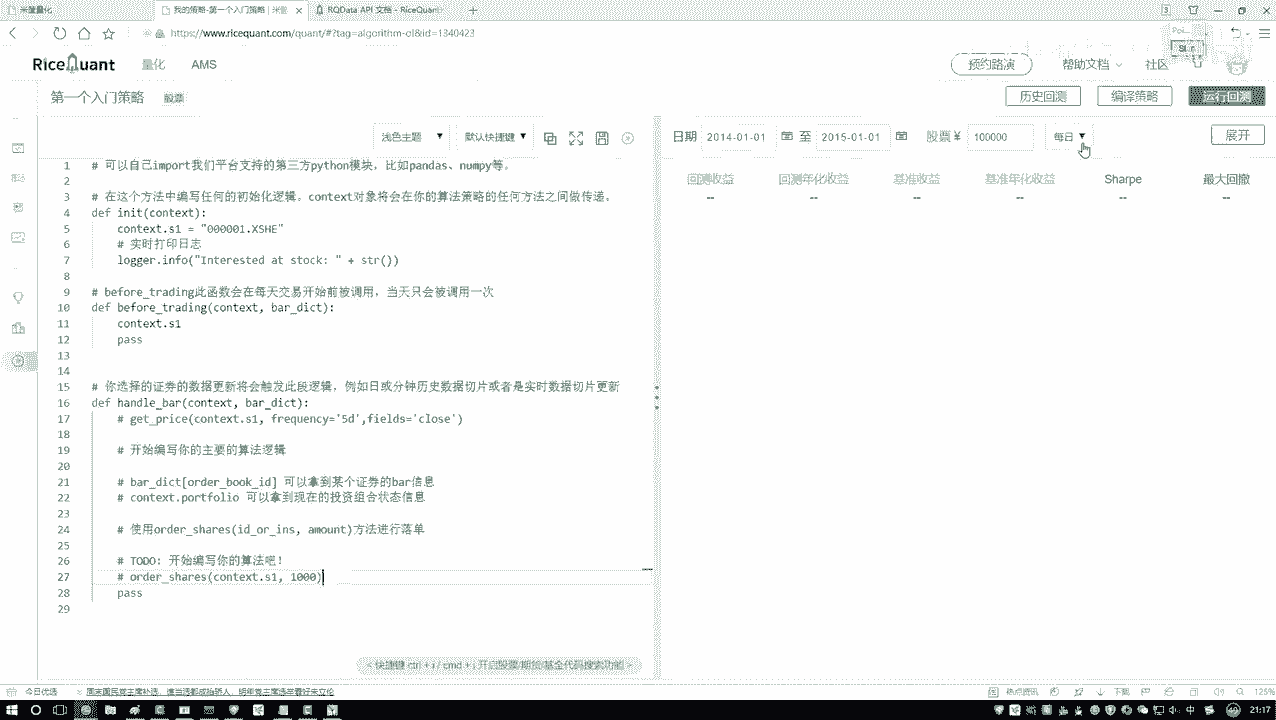 米筐量化
我的策略-第一个入门策略 | 米筐
RQData API 文档 - RiceQuant
https://www.ricequant.com/quant/#?tag=algorithm-cl&id=1340423
RiceQuant
量化
AMS
预约路演
帮助文档
社区
第一个入门策略
股票
历史回测
编译策略
运行回测
浅色主题
默认快捷键
日期 2014-01-01 至 2015-01-01
股票 ¥ 100000
每日
展开
回测收益
回测年化收益
基准收益
基准年化收益
Sharpe
最大回撤
--
--
--
--
--
--
1 # 可以自己import我们平台支持的第三方python模块，比如pandas、numpy等。
2
3 # 在这个方法中编写任何的初始化逻辑。context对象将会在你的算法策略的任何方法之间做传递。
4 def init(context):
5 context.s1 = "000001.XSHE"
6 # 实时打印日志
7 logger.info("Interested at stock: " + str())
8
9 # before_trading此函数会在每天交易开始前被调用，当天只会被调用一次
10 def before_trading(context, bar_dict):
11 context.s1
12 pass
13
14
15 # 你选择的证券的数据更新将会触发此段逻辑，例如日或分钟历史数据切片或者是实时数据切片更新
16 def handle_bar(context, bar_dict):
17 # get_price(context.s1, frequency='5d',fields='close')
18
19 # 开始编写你的主要的算法逻辑
20
21 # bar_dict[order_book_id] 可以拿到某个证券的bar信息
22 # context.portfolio 可以拿到现在的投资组合状态信息
23
24 # 使用order_shares(id_or_ins, amount)方法进行落单
25
26 # TODO: 开始编写你的算法吧！
27 # order_shares(context.s1, 1000)
28 pass
29
快捷键 ctrl + i / cmd + i 开启股票/期货/基金代码搜索功能
今日优选
热点资讯
下载
125%
中
21:17